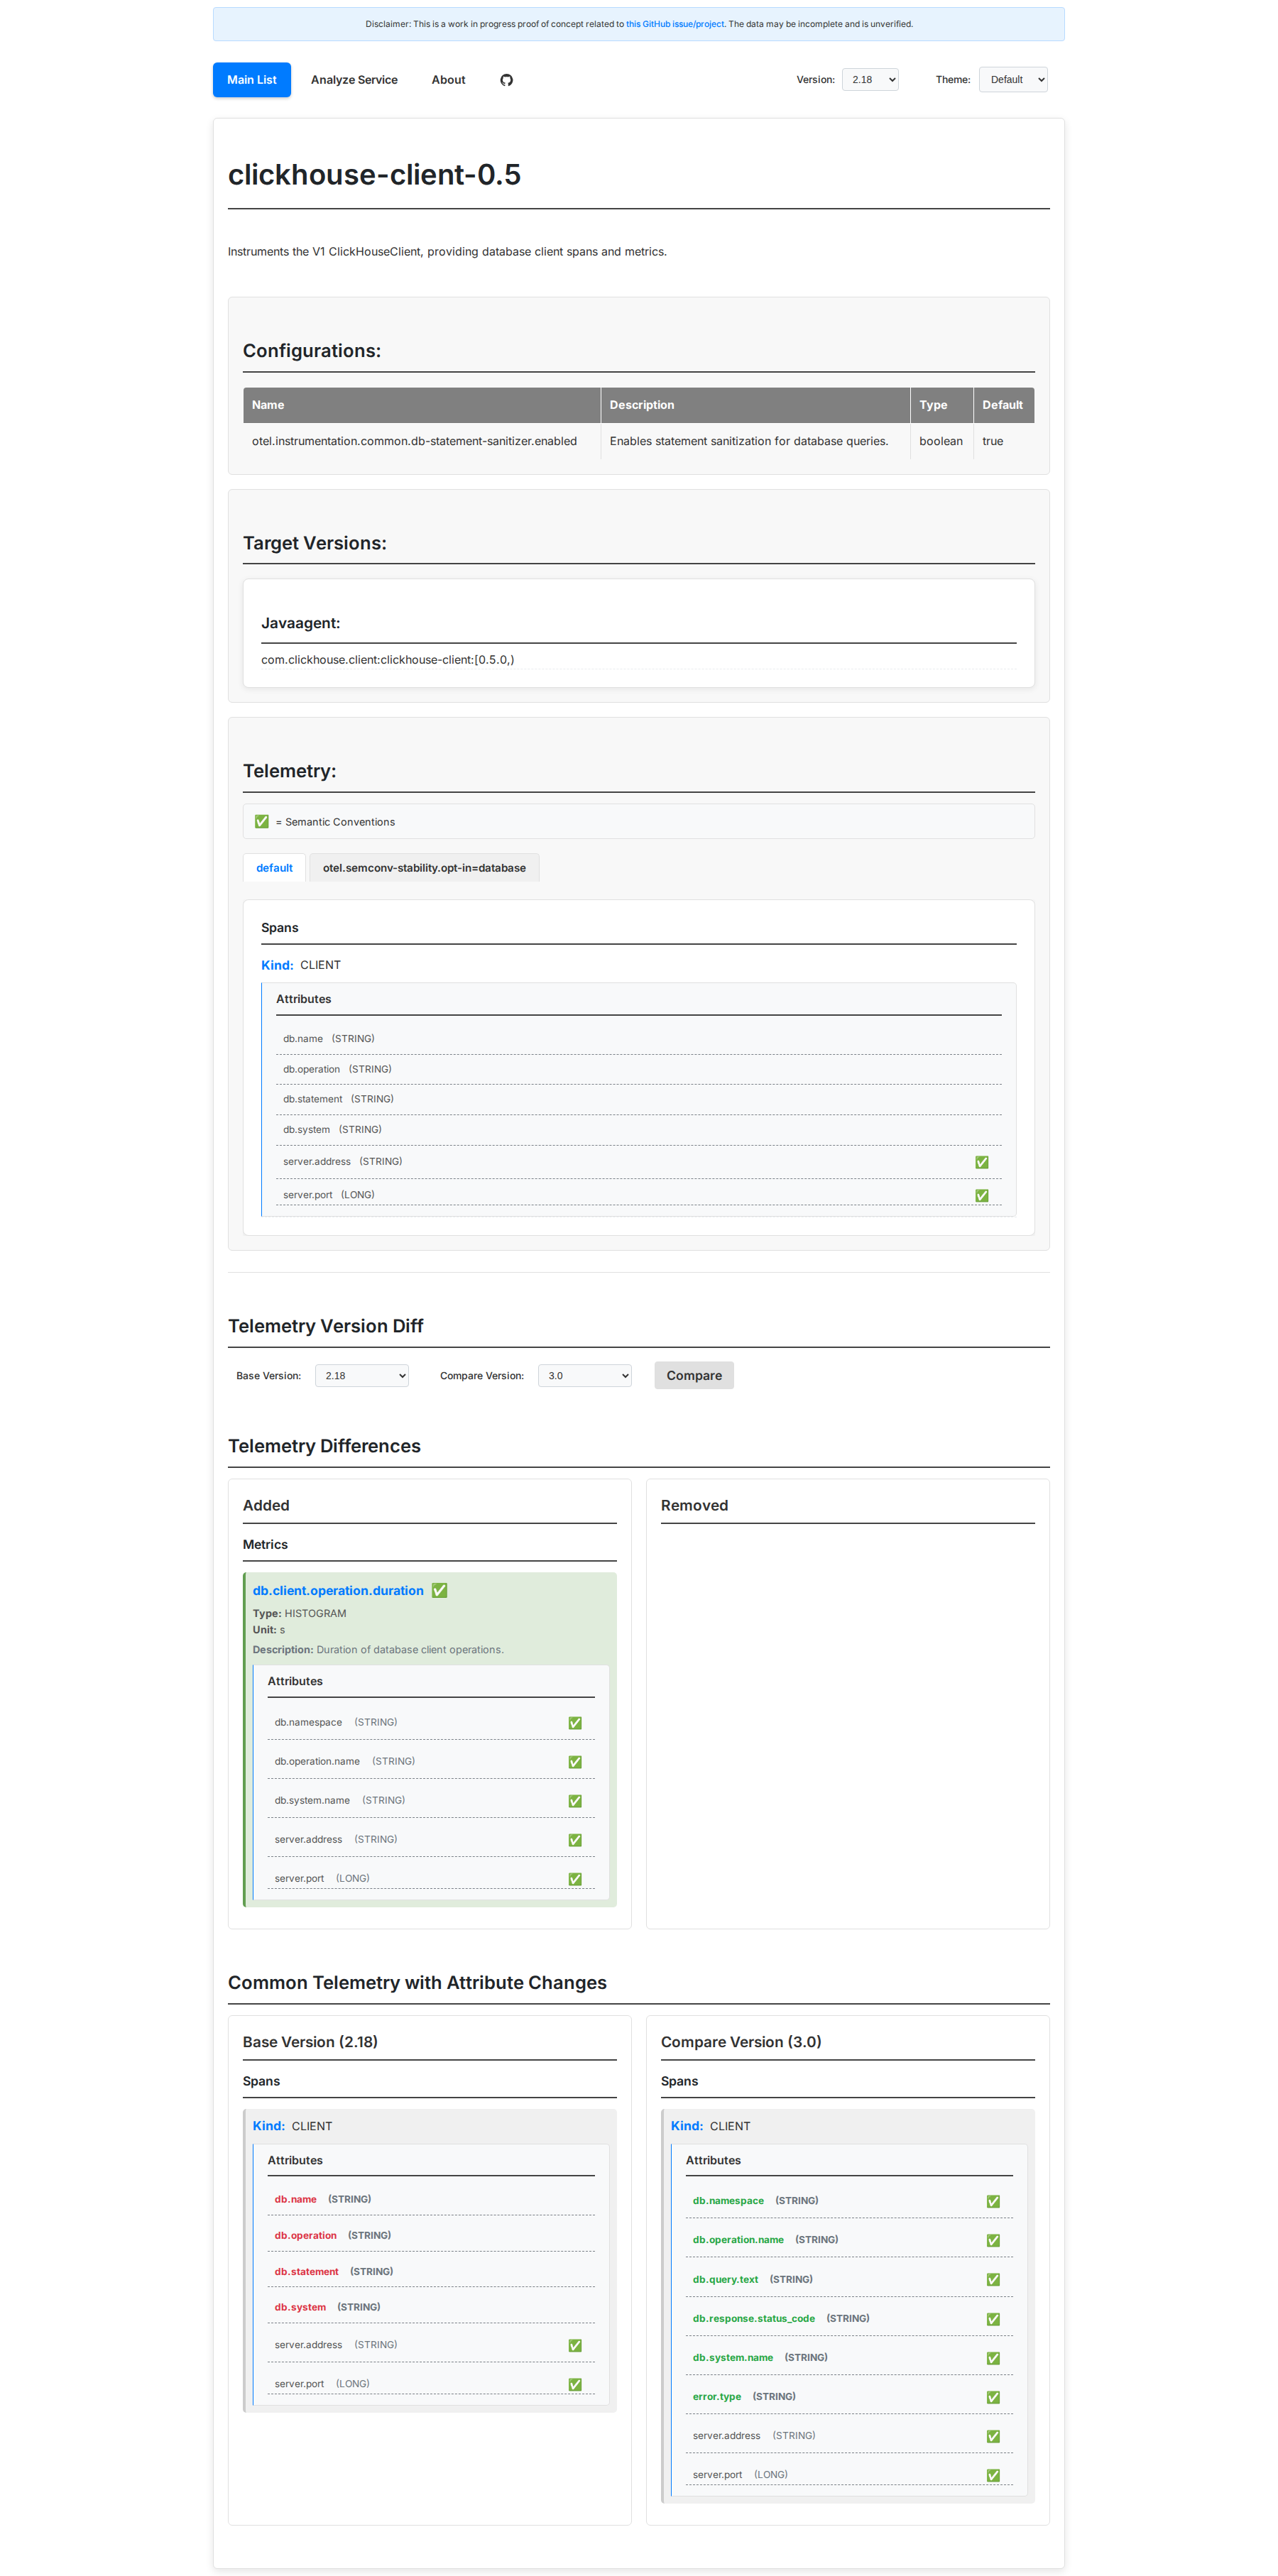 Disclaimer: This is a work in progress proof of concept related to this GitHub issue/project. The data may be incomplete and is unverified.
Main List Analyze Service About Version: 2.18 Theme: Default
clickhouse-client-0.5
Instruments the V1 ClickHouseClient, providing database client spans and metrics.
Configurations:
Name Description Type Default
otel.instrumentation.common.db-statement-sanitizer.enabled Enables statement sanitization for database queries. boolean true
Target Versions:
Javaagent:
com.clickhouse.client:clickhouse-client:[0.5.0,)
Telemetry:
✅ = Semantic Conventions
default otel.semconv-stability.opt-in=database
Spans
Kind: CLIENT
Attributes
db.name (STRING)
db.operation (STRING)
db.statement (STRING)
db.system (STRING)
server.address (STRING) ✅
server.port (LONG) ✅
Telemetry Version Diff
Base Version: 2.18 Compare Version: 3.0 Compare
Telemetry Differences
Added
Metrics
db.client.operation.duration ✅
Type: HISTOGRAM
Unit: s
Description: Duration of database client operations.
Attributes
db.namespace (STRING) ✅
db.operation.name (STRING) ✅
db.system.name (STRING) ✅
server.address (STRING) ✅
server.port (LONG) ✅
Removed
Common Telemetry with Attribute Changes
Base Version (2.18)
Spans
Kind: CLIENT
Attributes
db.name (STRING)
db.operation (STRING)
db.statement (STRING)
db.system (STRING)
server.address (STRING) ✅
server.port (LONG) ✅
Compare Version (3.0)
Spans
Kind: CLIENT
Attributes
db.namespace (STRING) ✅
db.operation.name (STRING) ✅
db.query.text (STRING) ✅
db.response.status_code (STRING) ✅
db.system.name (STRING) ✅
error.type (STRING) ✅
server.address (STRING) ✅
server.port (LONG) ✅